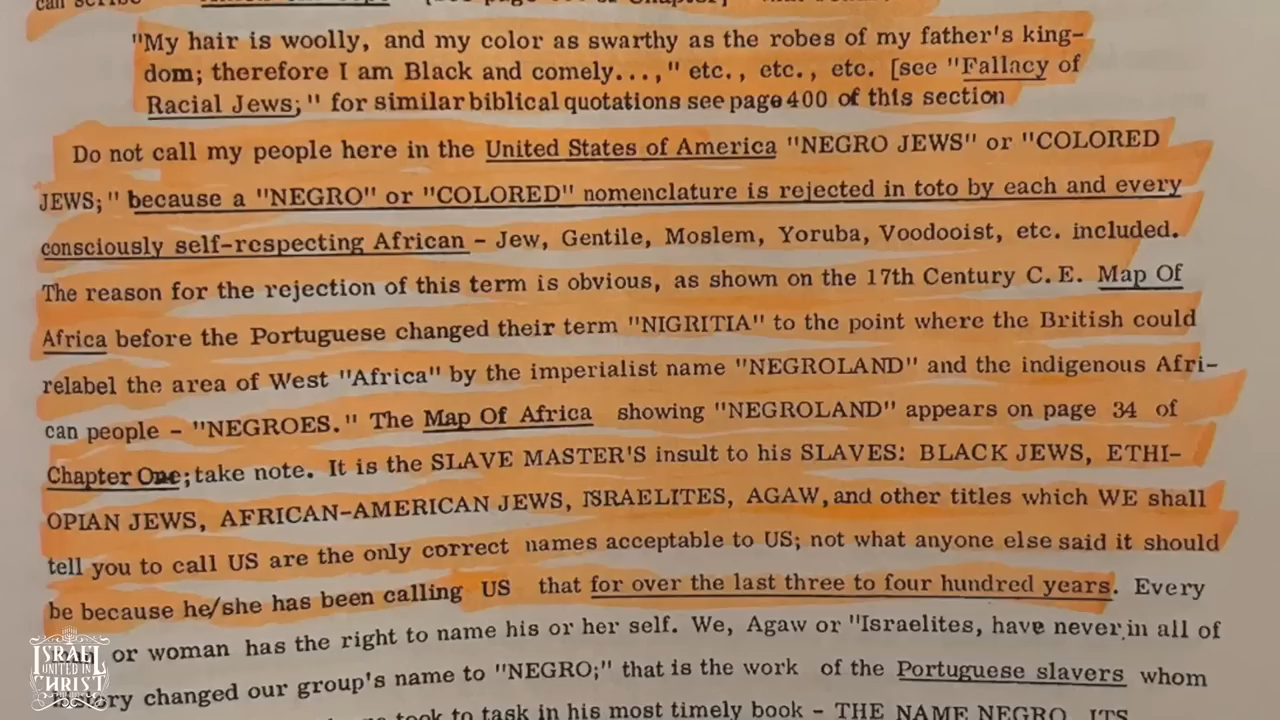 can scribe
"My hair is woolly, and my color as swarthy as the robes of my father's king-
dom; therefore I am Black and comely...," etc., etc., etc. [see "Fallacy of
Racial Jews;" for similar biblical quotations see page 400 of this section
Do not call my people here in the United States of America "NEGRO JEWS" or "COLORED
JEWS;" because a "NEGRO" or "COLORED" nomenclature is rejected in toto by each and every
consciously self-respecting African - Jew, Gentile, Moslem, Yoruba, Voodooist, etc. included.
The reason for the rejection of this term is obvious, as shown on the 17th Century C.E. Map Of
Africa before the Portuguese changed their term "NIGRITIA" to the point where the British could
relabel the area of West "Africa" by the imperialist name "NEGROLAND" and the indigenous Afri-
can people - "NEGROES." The Map Of Africa showing "NEGROLAND" appears on page 34 of
Chapter One; take note. It is the SLAVE MASTER'S insult to his SLAVES: BLACK JEWS, ETHI-
OPIAN JEWS, AFRICAN-AMERICAN JEWS, ISRAELITES, AGAW, and other titles which WE shall
tell you to call US are the only correct names acceptable to US; not what anyone else said it should
be because he/she has been calling US that for over the last three to four hundred years. Every
or woman has the right to name his or her self. We, Agaw or "Israelites, have never in all of
history changed our group's name to "NEGRO;" that is the work of the Portuguese slavers whom
took to task in his most timely book - THE NAME NEGRO, ITS
ISRAEL
UNITED IN
CHRIST